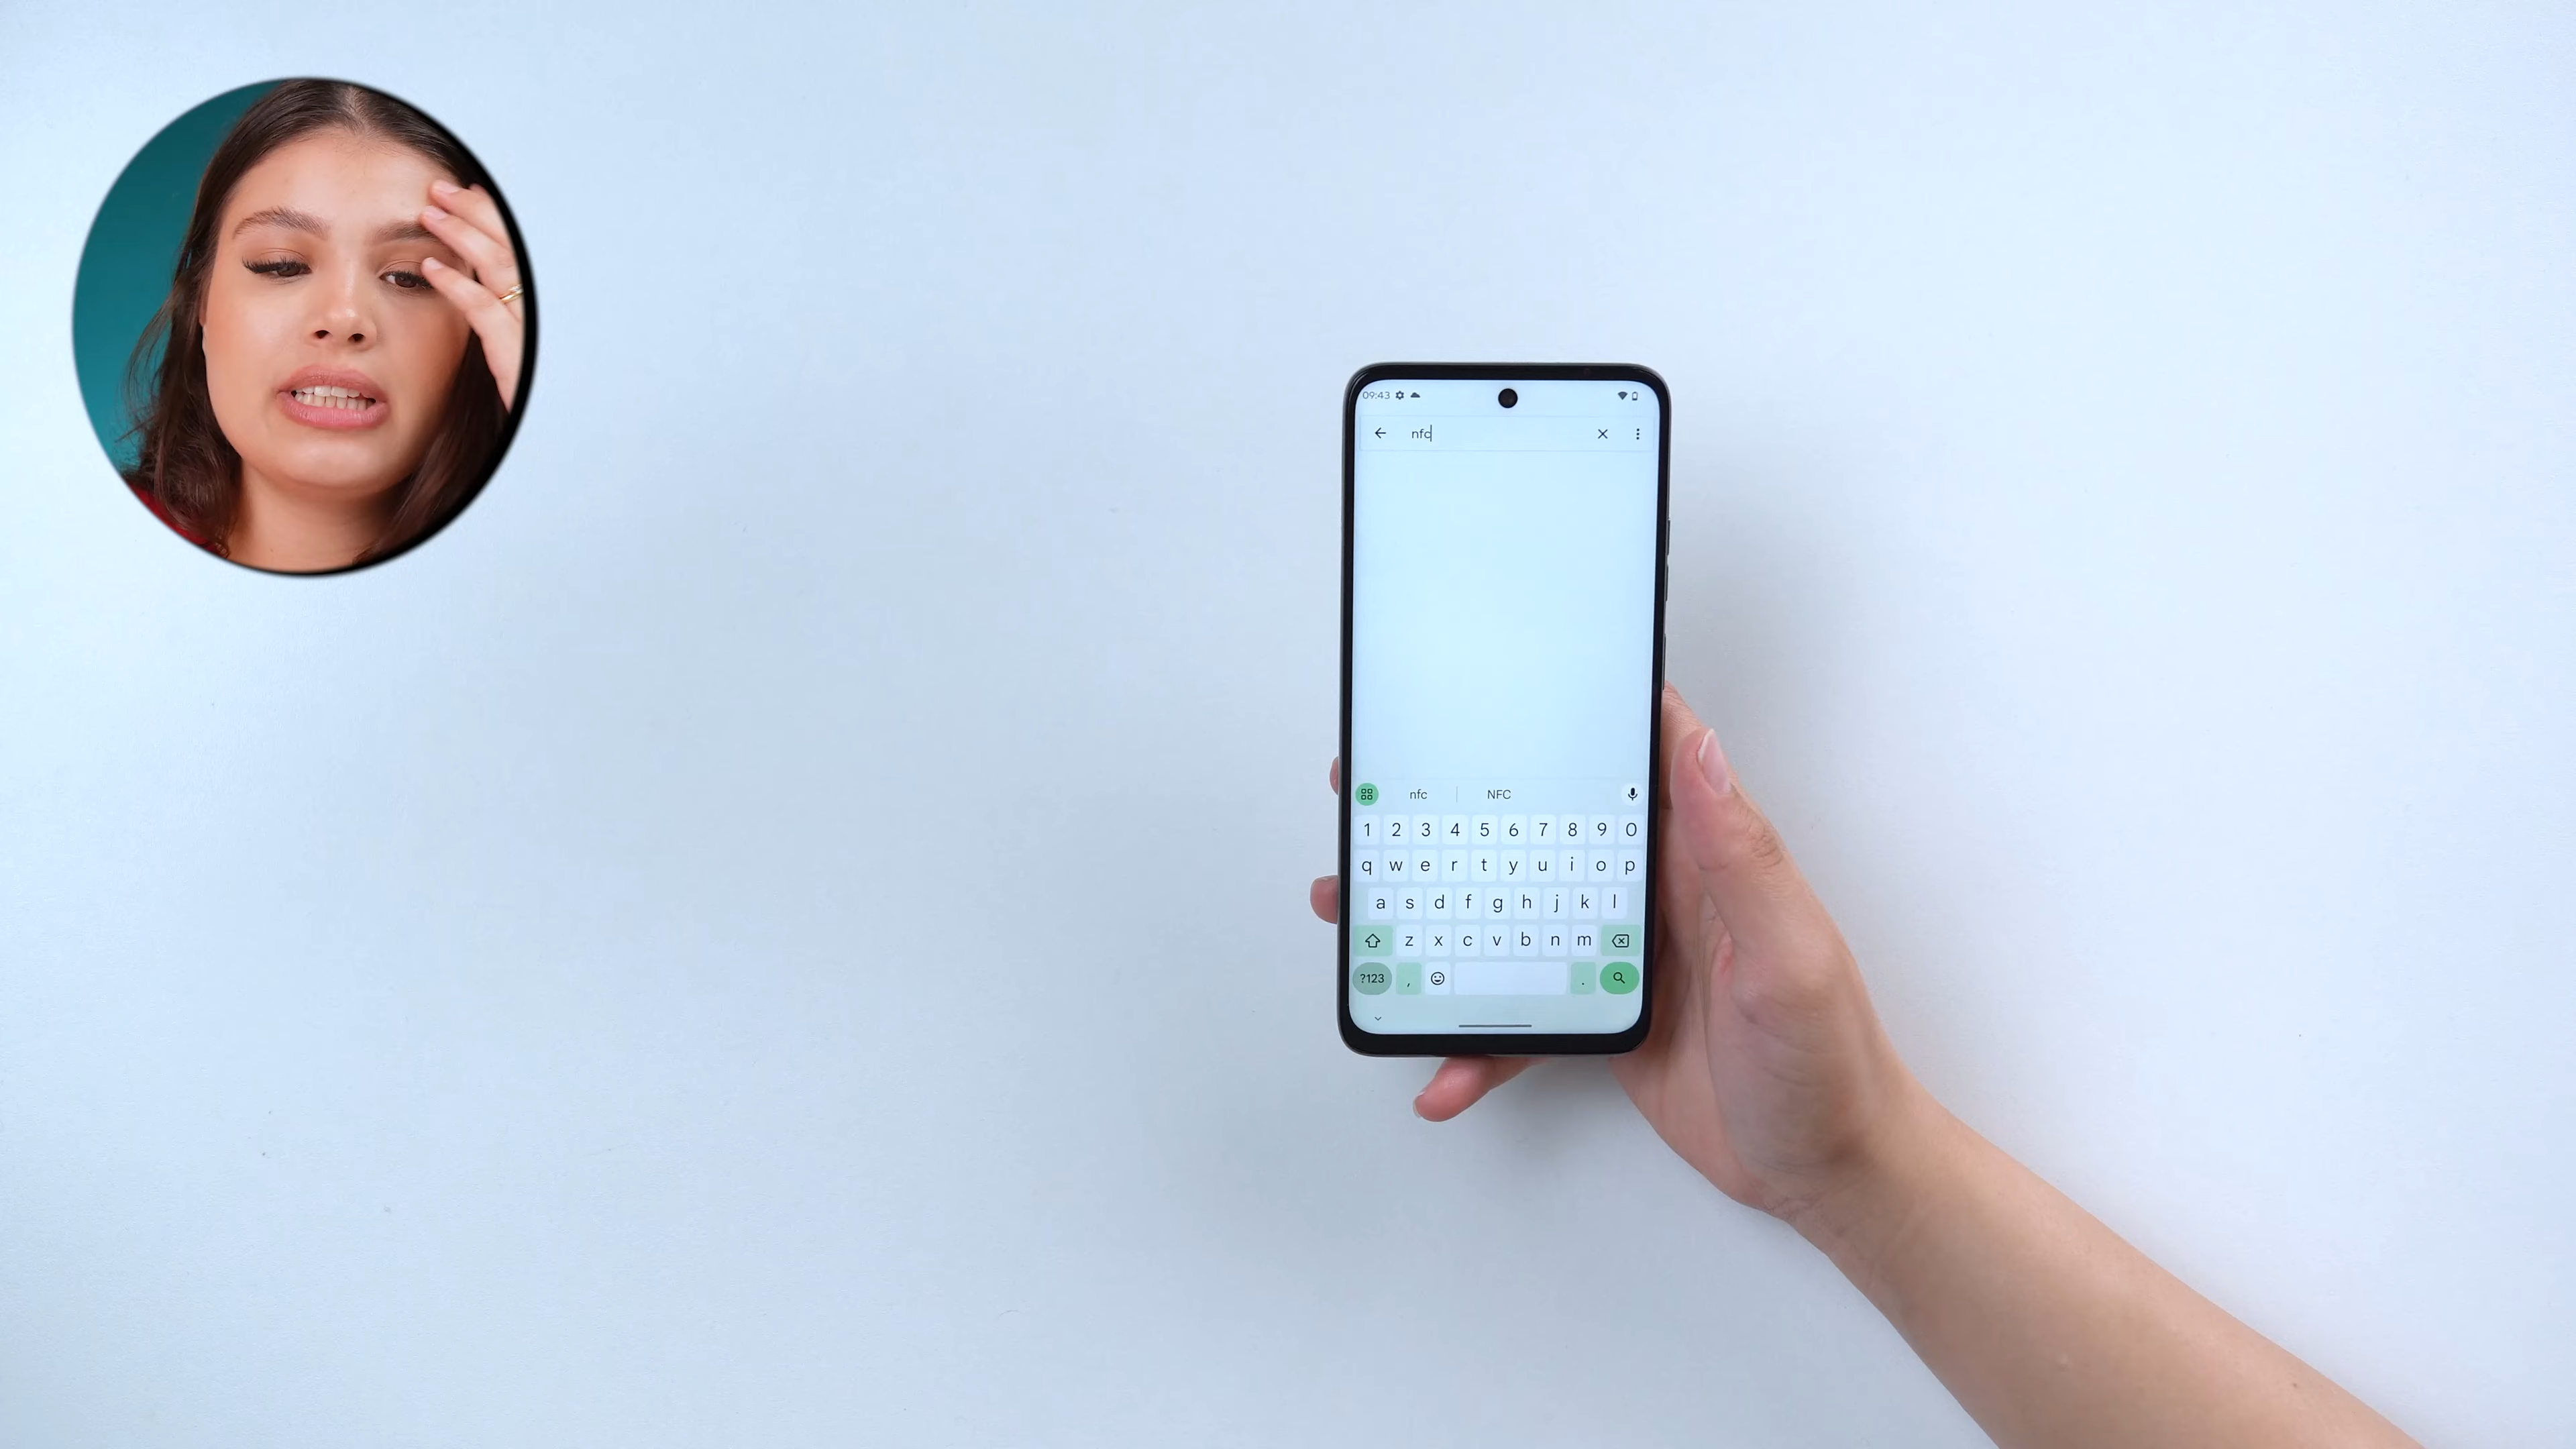 09:43
nfc
nfc NFC
1 2 3 4 5 6 7 8 9 0
q w e r t y u i o p
a s d f g h j k l
z x c v b n m
?123 , .